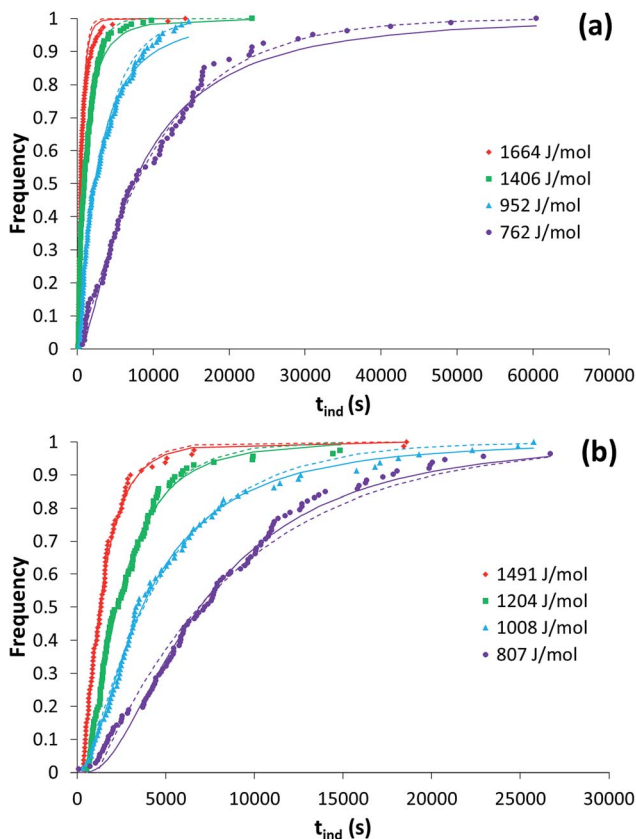 (a)
Frequency
1
0.9
0.8
0.7
0.6
0.5
0.4
0.3
0.2
0.1
0
1664 J/mol
1406 J/mol
952 J/mol
762 J/mol
0 10000 20000 30000 40000 50000 60000 70000
t_ind (s)
(b)
Frequency
1
0.9
0.8
0.7
0.6
0.5
0.4
0.3
0.2
0.1
0
1491 J/mol
1204 J/mol
1008 J/mol
807 J/mol
0 5000 10000 15000 20000 25000 30000
t_ind (s)